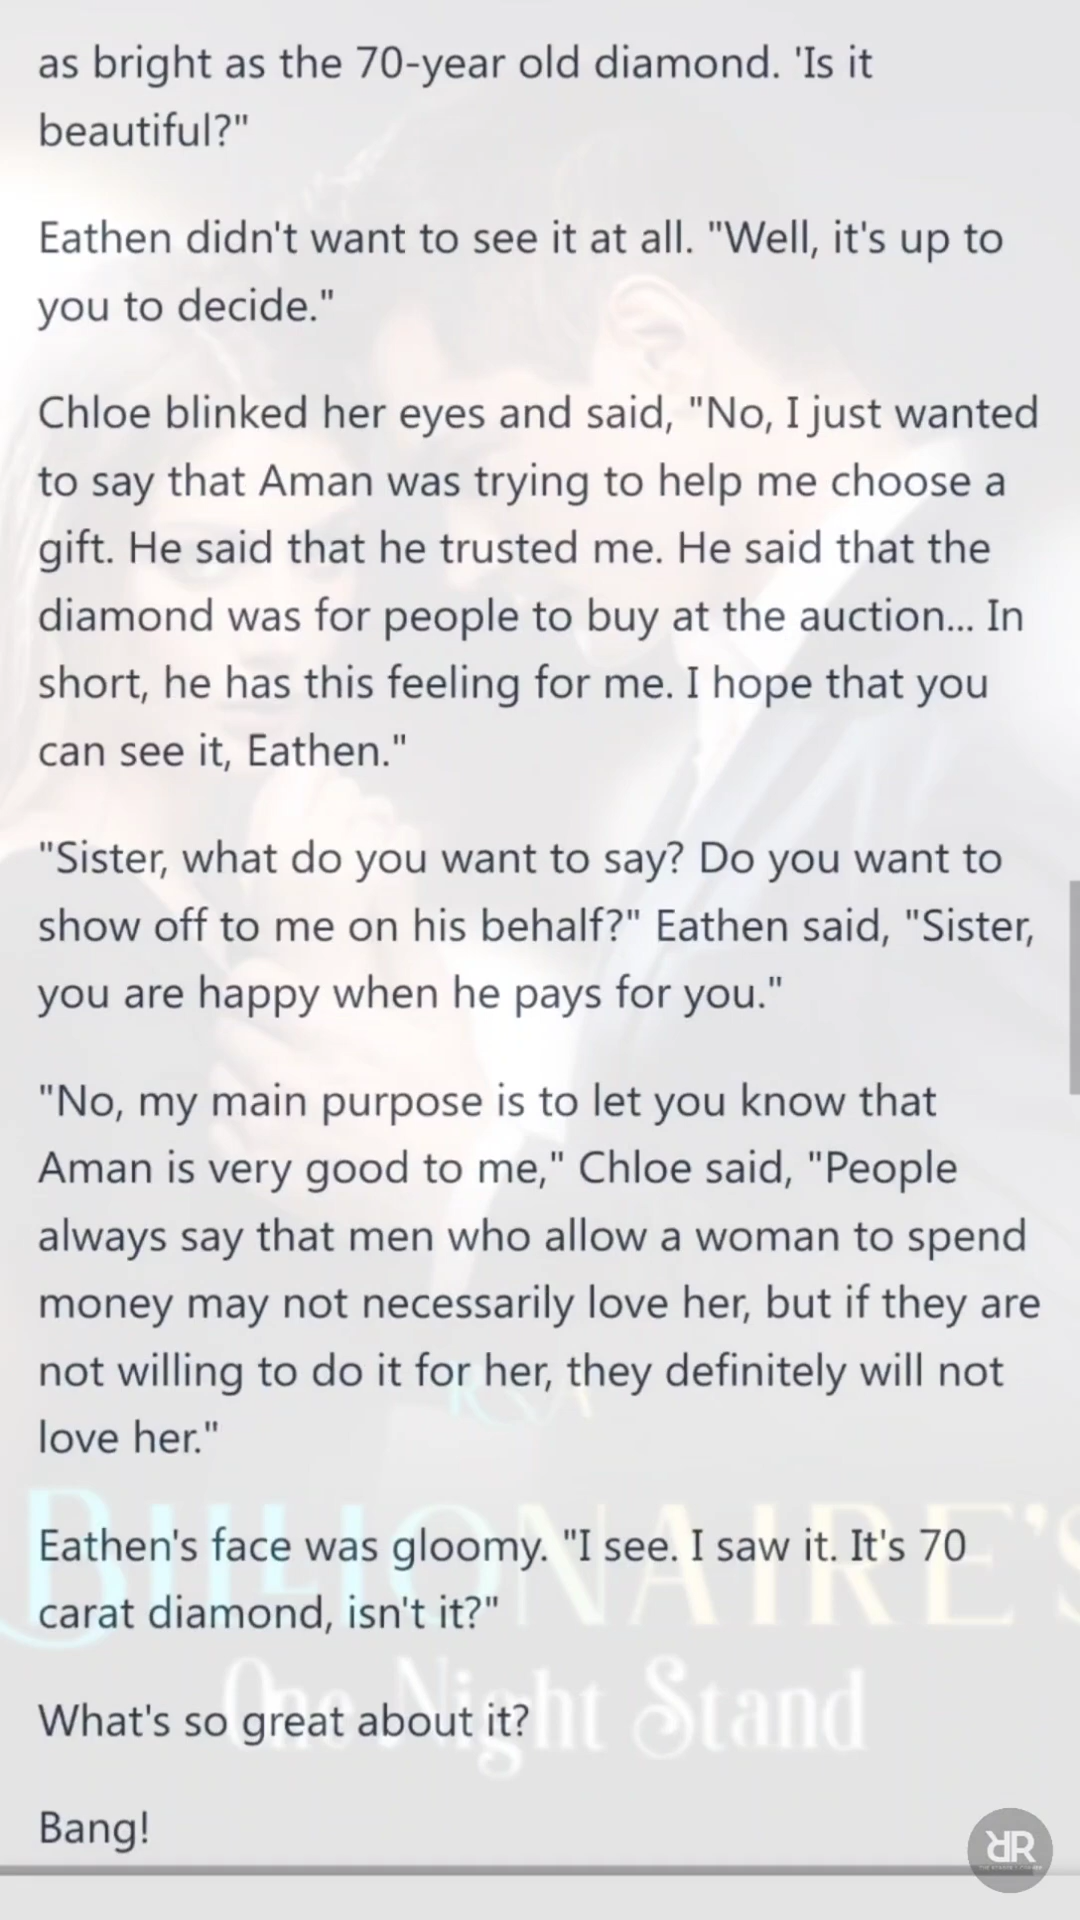 as bright as the 70-year old diamond. 'Is it
beautiful?"
Eathen didn't want to see it at all. "Well, it's up to
you to decide."
Chloe blinked her eyes and said, "No, I just wanted
to say that Aman was trying to help me choose a
gift. He said that he trusted me. He said that the
diamond was for people to buy at the auction... In
short, he has this feeling for me. I hope that you
can see it, Eathen."
"Sister, what do you want to say? Do you want to
show off to me on his behalf?" Eathen said, "Sister,
you are happy when he pays for you."
"No, my main purpose is to let you know that
Aman is very good to me," Chloe said, "People
always say that men who allow a woman to spend
money may not necessarily love her, but if they are
not willing to do it for her, they definitely will not
love her."
BILLIONAIRE'S
Eathen's face was gloomy. "I see. I saw it. It's 70
carat diamond, isn't it?"
One Night Stand
What's so great about it?
Bang!